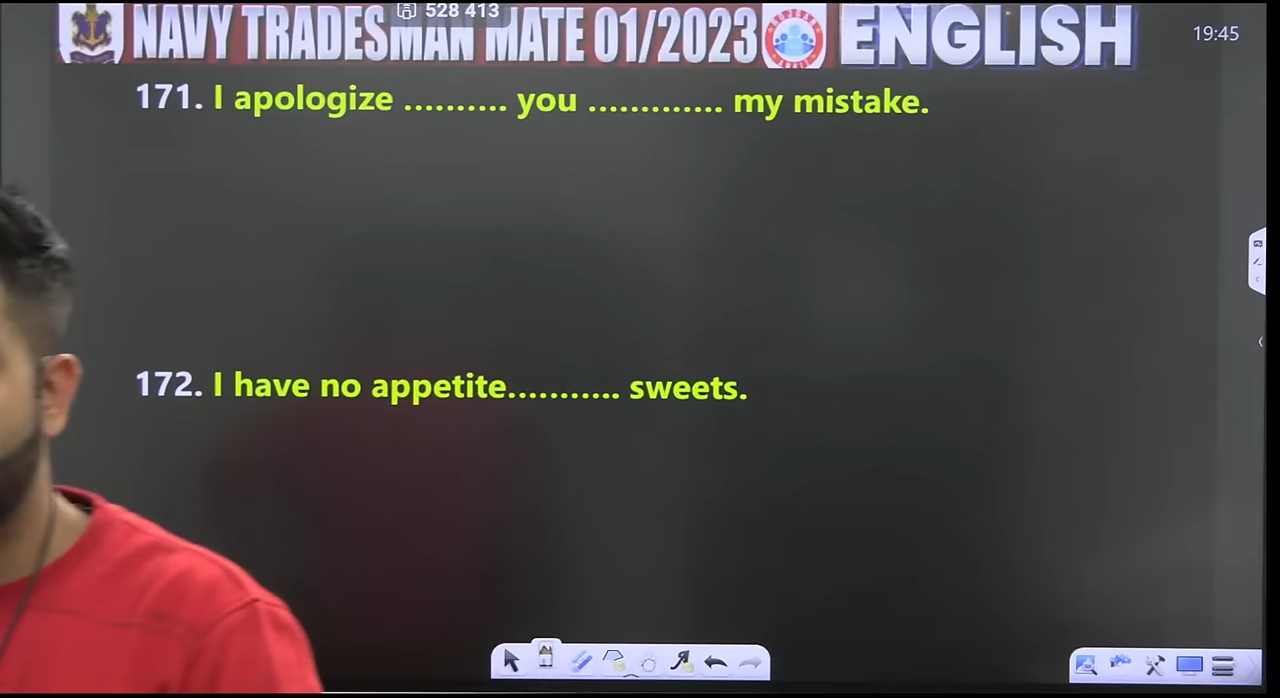 528 413
NAVY TRADESMAN MATE 01/2023 ENGLISH
19:45
171. I apologize .......... you ............. my mistake.
172. I have no appetite........... sweets.